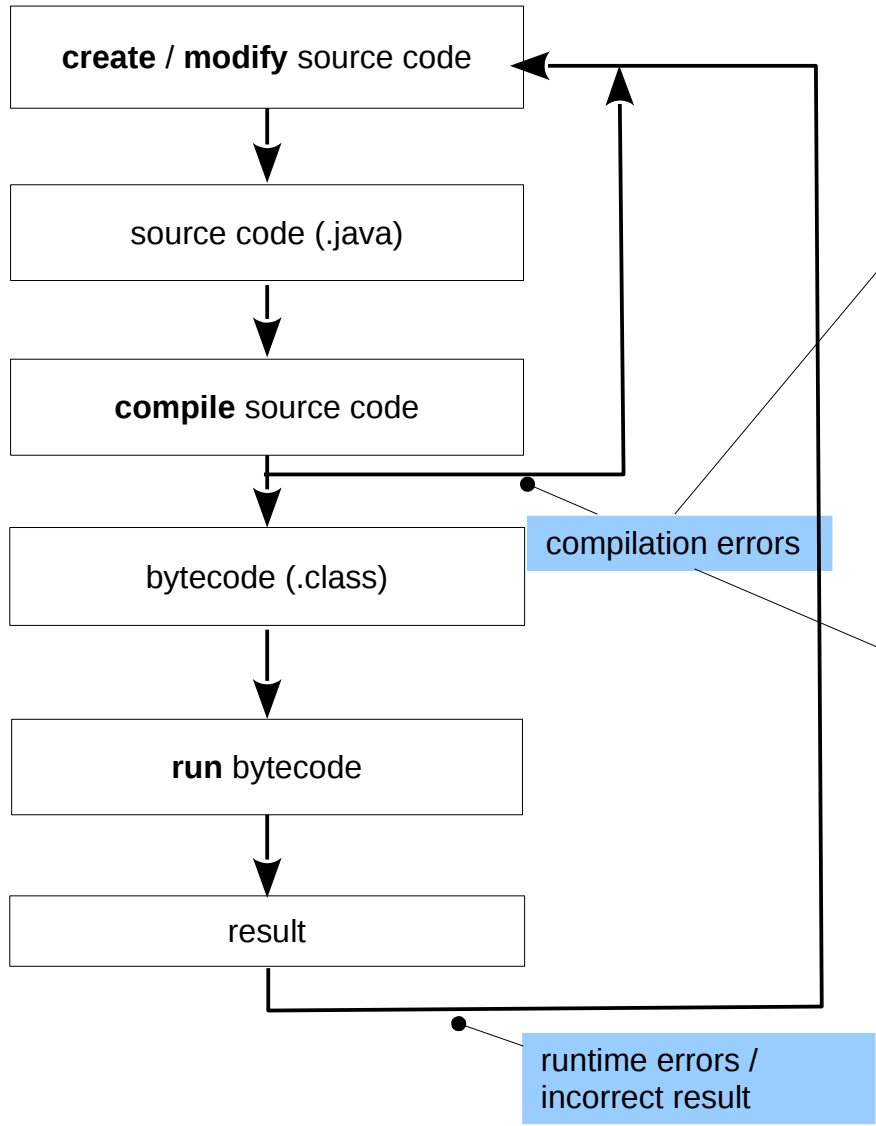 create / modify source code
source code (.java)
compile source code
compilation errors
bytecode (.class)
run bytecode
result
runtime errors /
incorrect result